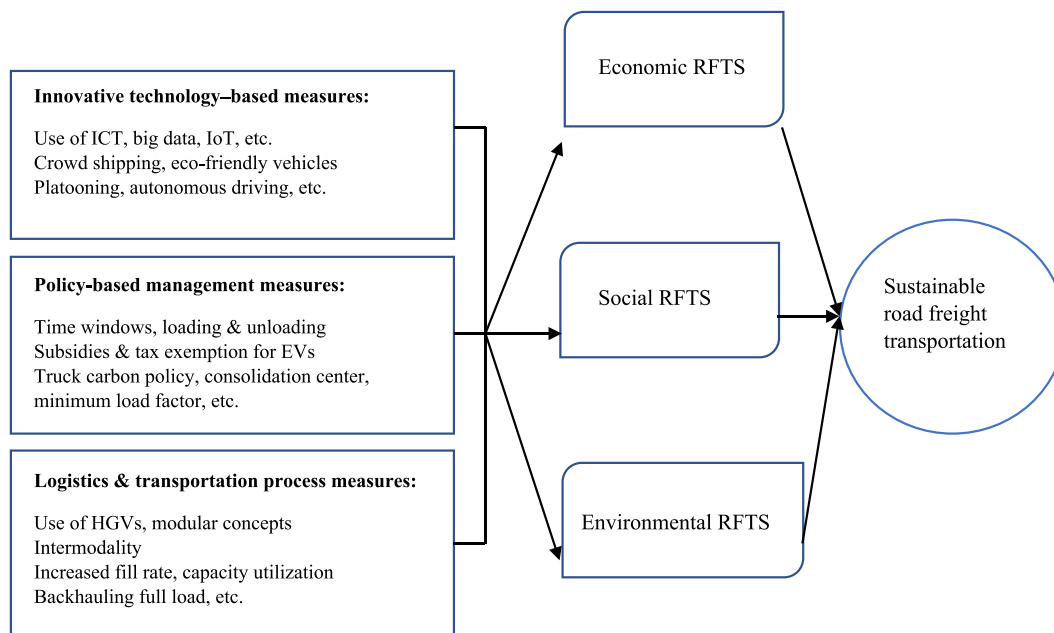 Innovative technology–based measures:
Use of ICT, big data, IoT, etc.
Crowd shipping, eco-friendly vehicles
Platooning, autonomous driving, etc.
Policy-based management measures:
Time windows, loading & unloading
Subsidies & tax exemption for EVs
Truck carbon policy, consolidation center,
minimum load factor, etc.
Logistics & transportation process measures:
Use of HGVs, modular concepts
Intermodality
Increased fill rate, capacity utilization
Backhauling full load, etc.
Economic RFTS
Social RFTS
Environmental RFTS
Sustainable
road freight
transportation